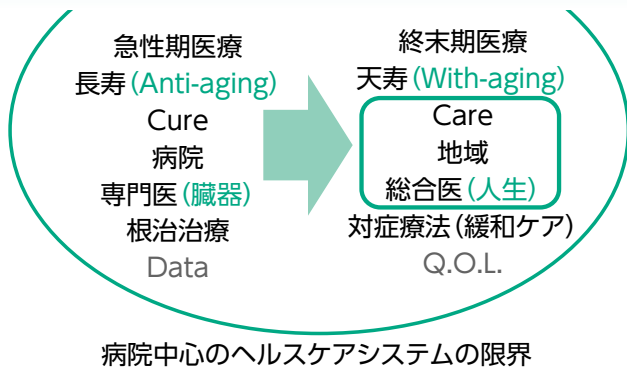 急性期医療
長寿(Anti-aging)
Cure
病院
専門医(臓器)
根治治療
Data
終末期医療
天寿(With-aging)
Care
地域
総合医(人生)
対症療法(緩和ケア)
Q.O.L.
病院中心のヘルスケアシステムの限界